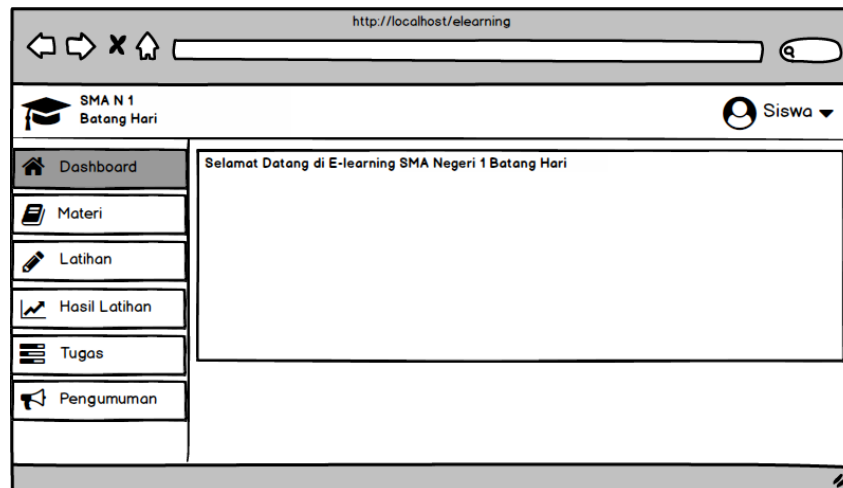 http://localhost/elearning
SMA N 1
Batang Hari
Siswa
Dashboard
Selamat Datang di E-learning SMA Negeri 1 Batang Hari
Materi
Latihan
Hasil Latihan
Tugas
Pengumuman